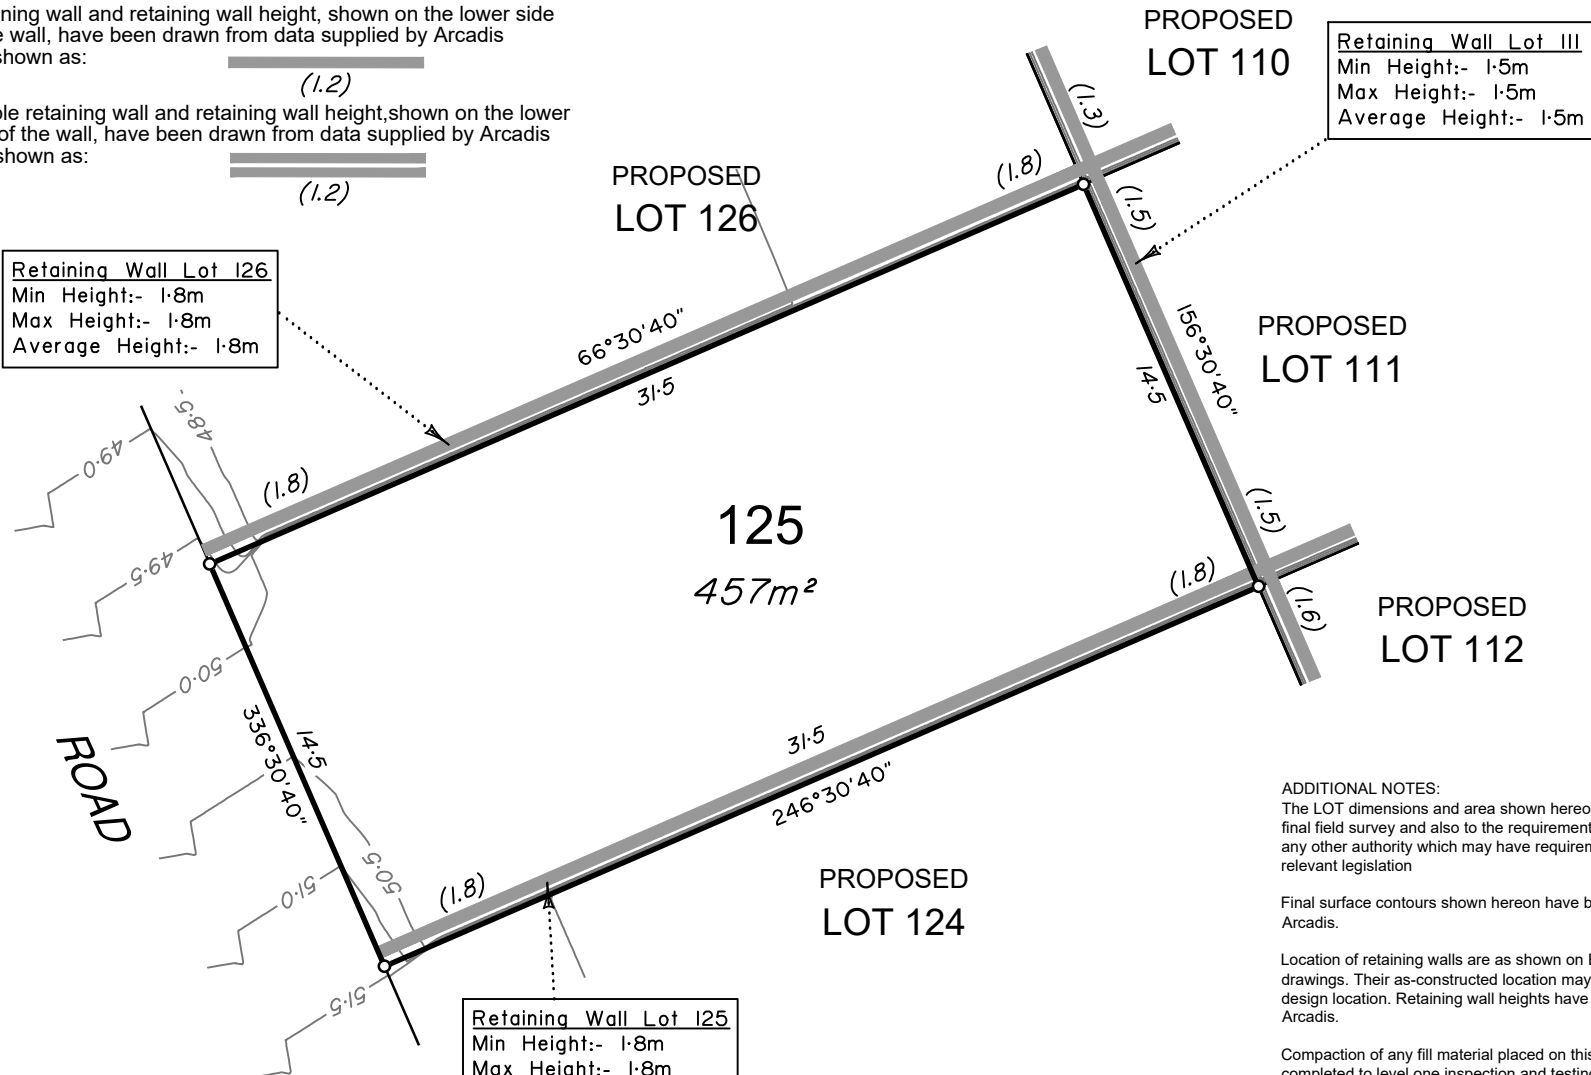 ning wall and retaining wall height, shown on the lower side
e wall, have been drawn from data supplied by Arcadis
shown as:
(1.2)
ole retaining wall and retaining wall height,shown on the lower
of the wall, have been drawn from data supplied by Arcadis
shown as:
(1.2)
PROPOSED
LOT 110
Retaining Wall Lot 111
Min Height:- 1·5m
Max Height:- 1·5m
Average Height:- 1·5m
(1.3)
(1.8)
(1.5)
PROPOSED
LOT 126
Retaining Wall Lot 126
Min Height:- 1·8m
Max Height:- 1·8m
Average Height:- 1·8m
66°30'40"
31·5
156°30'40"
14·5
PROPOSED
LOT 111
48·5
49·0
(1.8)
49·5
125
457m²
(1.5)
(1.8)
(1.6)
PROPOSED
LOT 112
50·0
ROAD
336°30'40"
14·5
31·5
246°30'40"
50·5
51·0
(1.8)
51·5
PROPOSED
LOT 124
Retaining Wall Lot 125
Min Height:- 1·8m
Max Height:- 1·8m
ADDITIONAL NOTES:
The LOT dimensions and area shown hereo
final field survey and also to the requirement
any other authority which may have requirem
relevant legislation
Final surface contours shown hereon have b
Arcadis.
Location of retaining walls are as shown on E
drawings. Their as-constructed location may
design location. Retaining wall heights have
Arcadis.
Compaction of any fill material placed on this
completed to level one inspection and testing